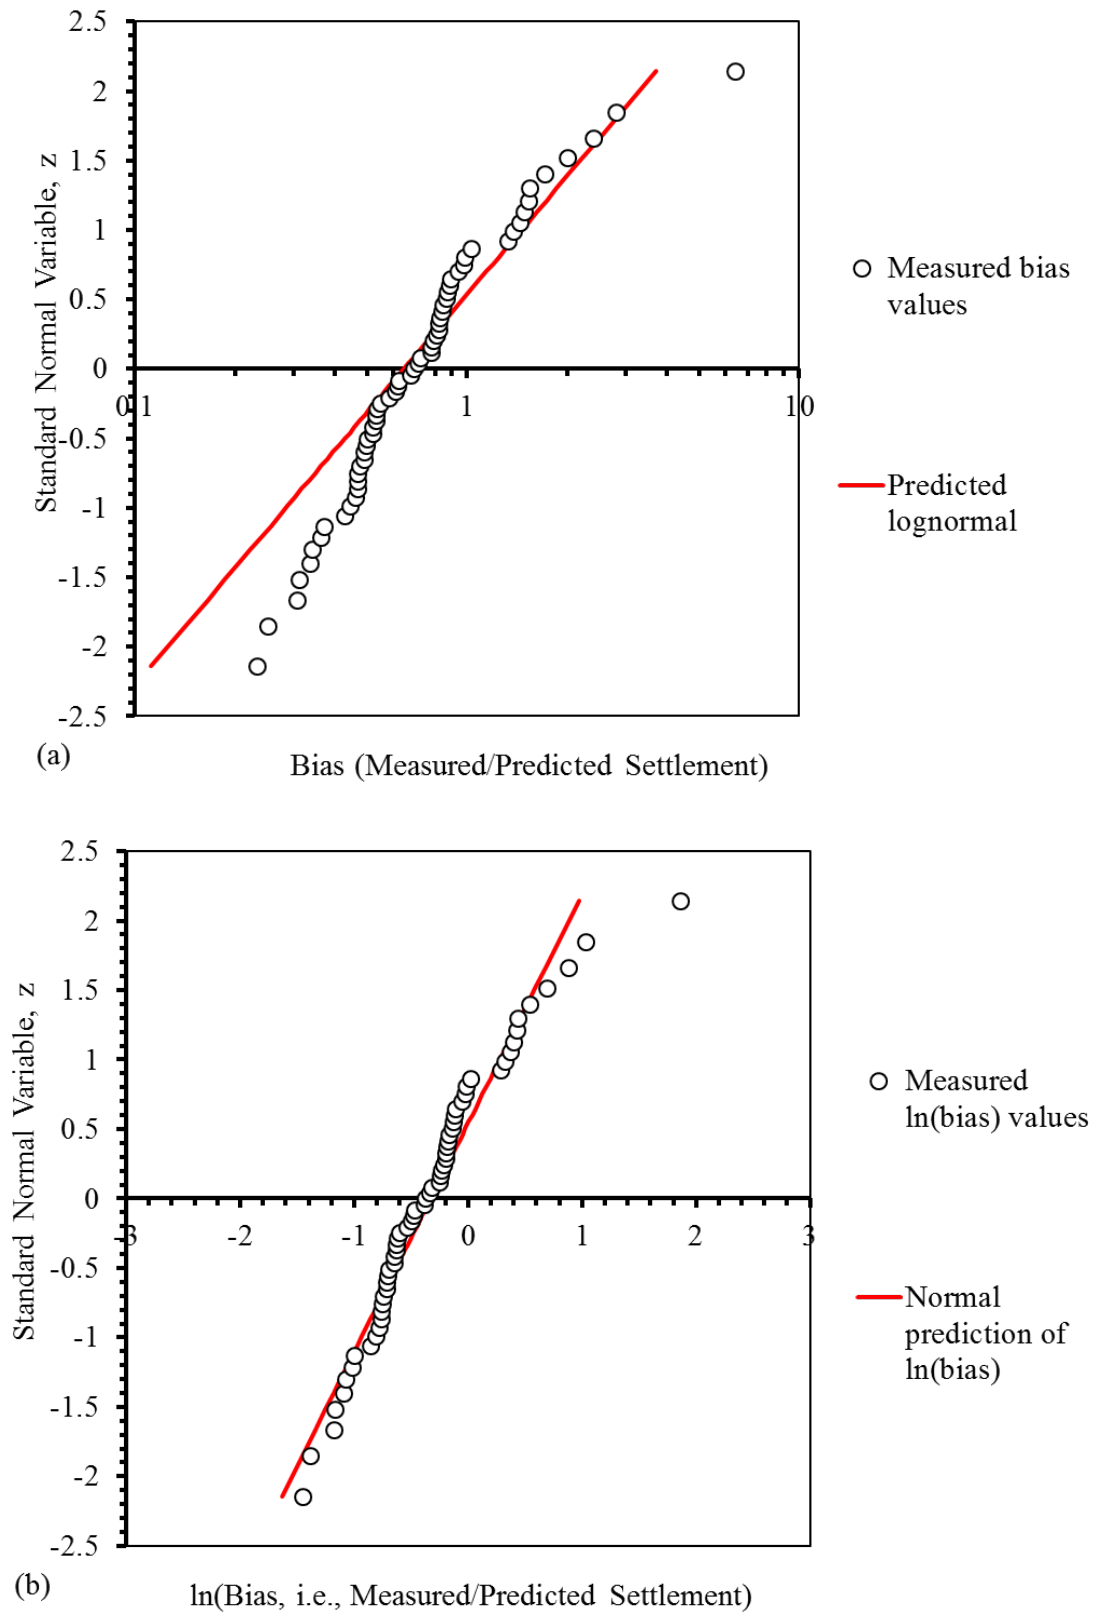 2.5
2
1.5
1
0.5
0
-0.5
-1
-1.5
-2
-2.5
0.1
1
10
Standard Normal Variable, z
Measured bias
values
Predicted
lognormal
(a)
Bias (Measured/Predicted Settlement)
2.5
2
1.5
1
0.5
0
-0.5
-1
-1.5
-2
-2.5
-3
-2
-1
0
1
2
3
Standard Normal Variable, z
Measured
ln(bias) values
Normal
prediction of
ln(bias)
(b)
ln(Bias, i.e., Measured/Predicted Settlement)